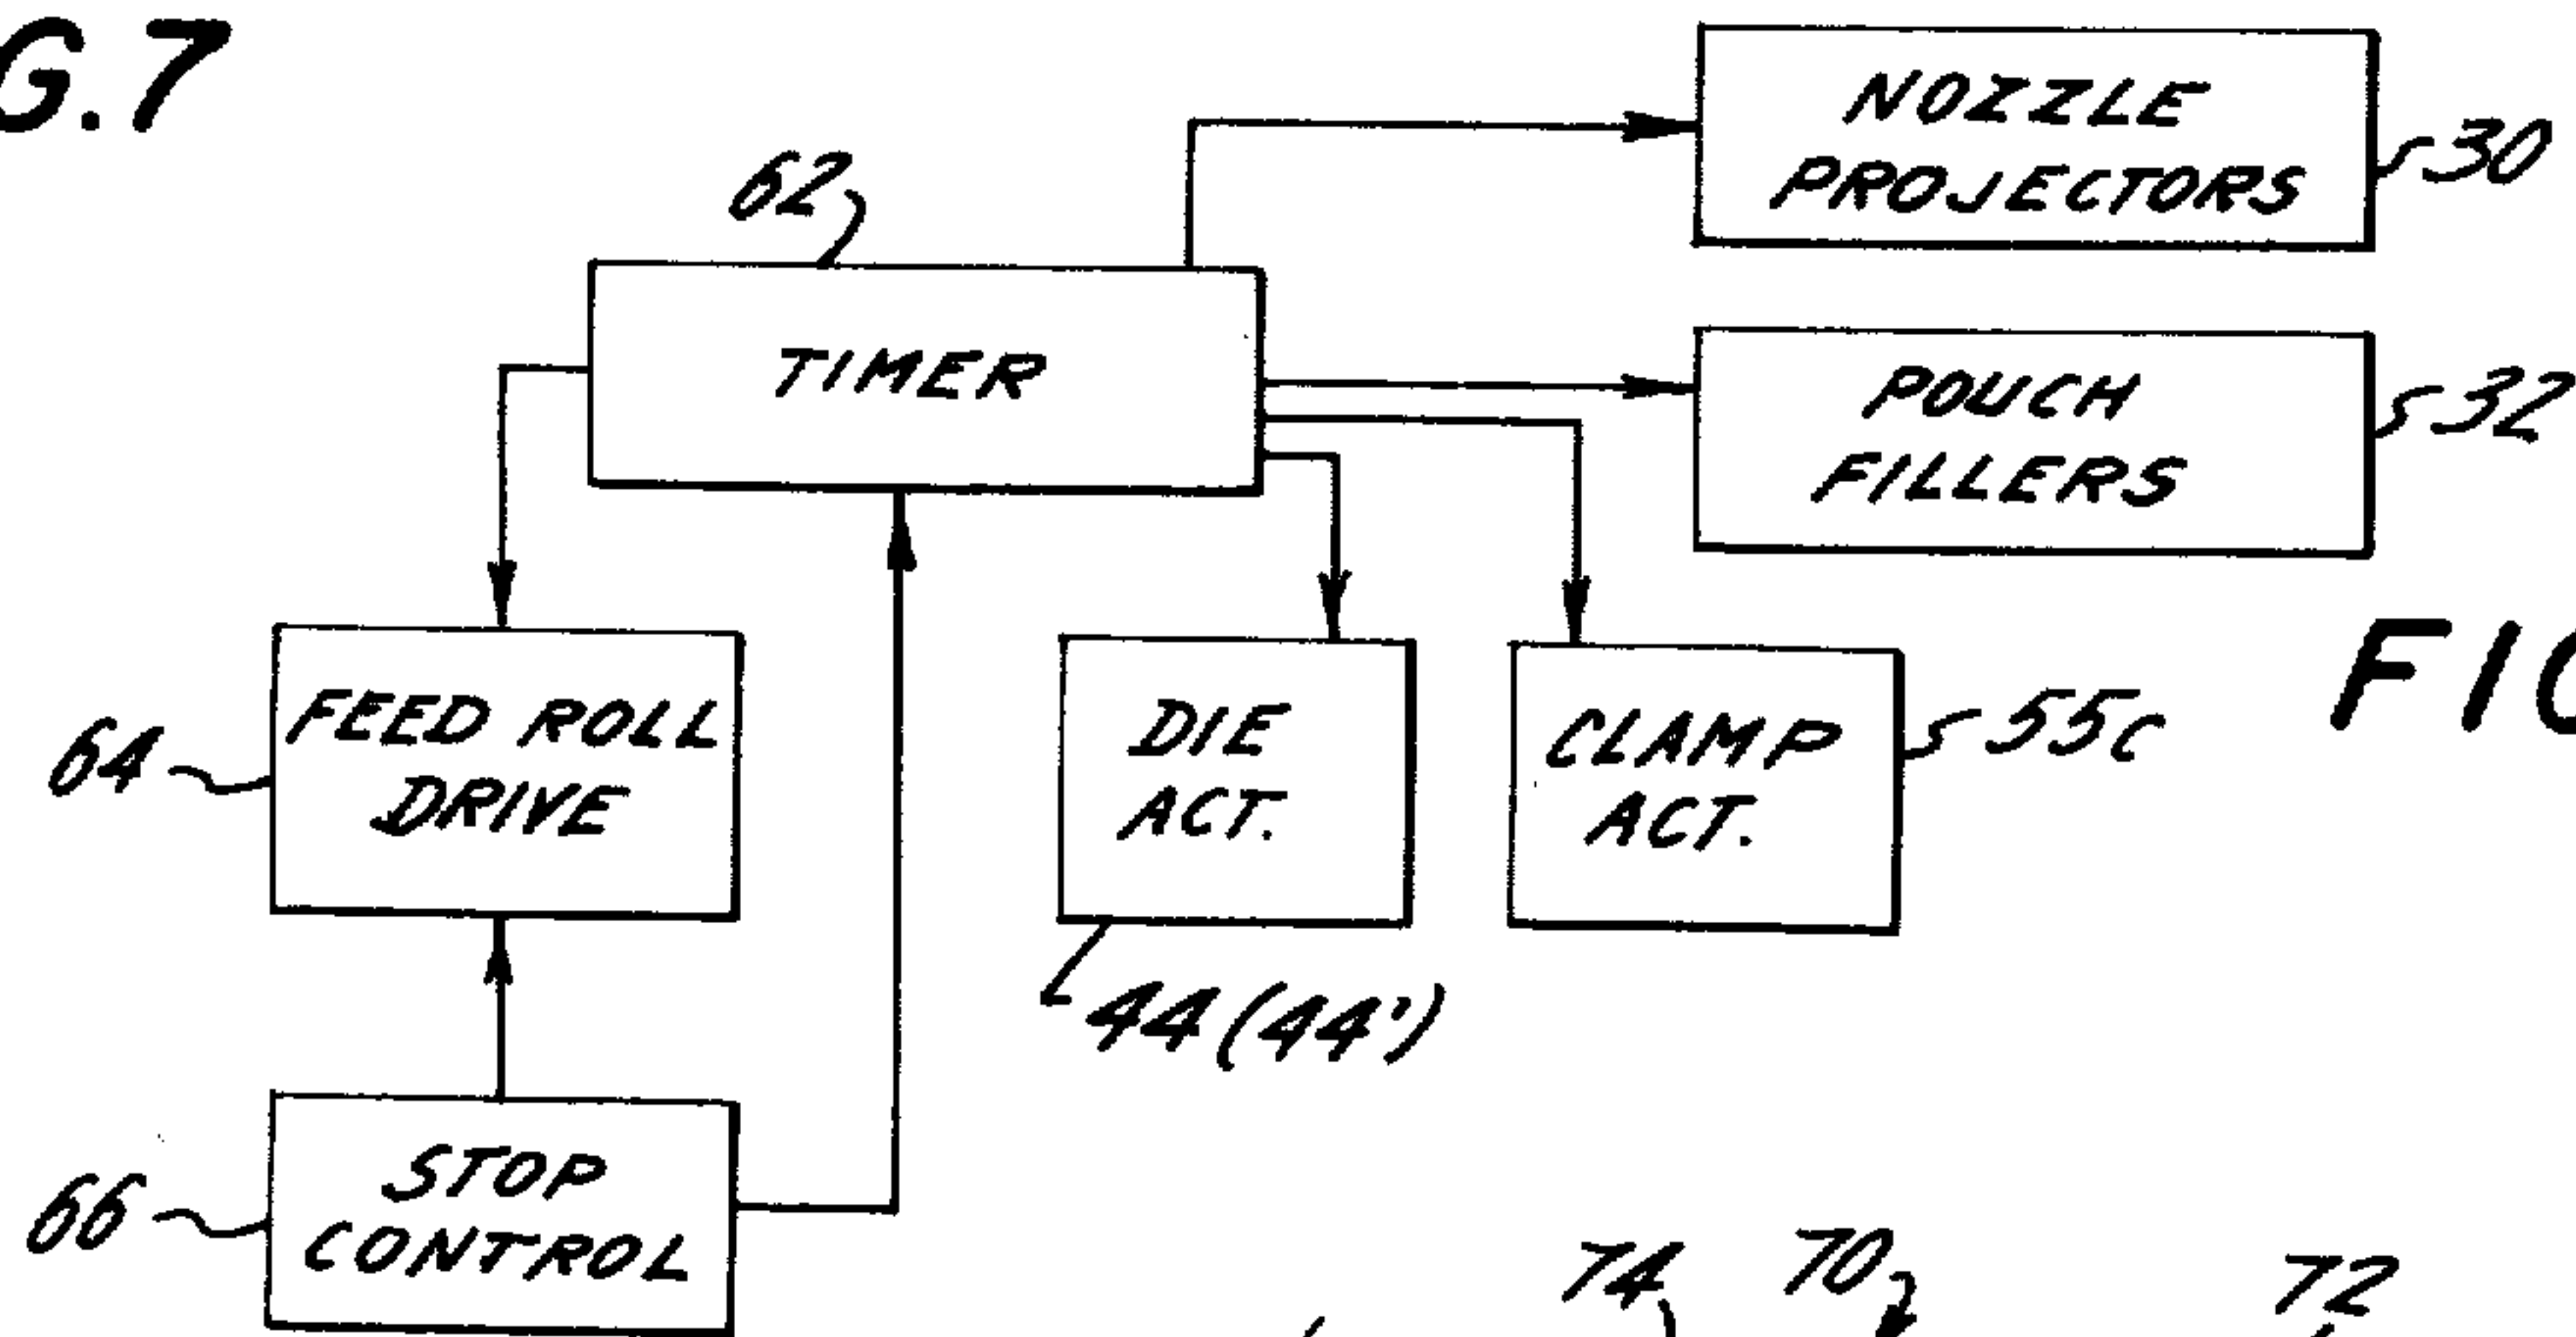 G.7
NOZZLE
PROJECTORS
30
62
TIMER
POUCH
FILLERS
32
FEED ROLL
DRIVE
64
DIE
ACT.
44(44')
CLAMP
ACT.
55c
FIG
STOP
CONTROL
66
74
70
72